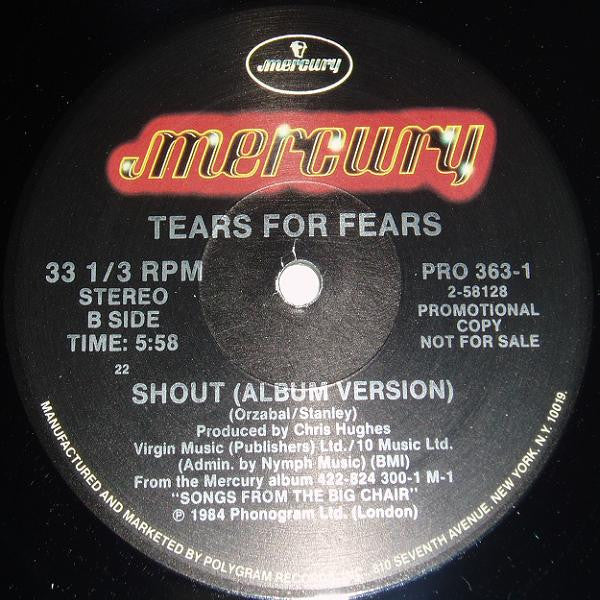 mercury
mercury
TEARS FOR FEARS
33 1/3 RPM
STEREO
B SIDE
TIME: 5:58
22
PRO 363-1
2-58128
PROMOTIONAL
COPY
NOT FOR SALE
SHOUT (ALBUM VERSION)
(Orzabal/Stanley)
Produced by Chris Hughes
Virgin Music (Publishers) Ltd./10 Music Ltd.
(Admin. by Nymph Music) (BMI)
From the Mercury album 422-824 300-1 M-1
"SONGS FROM THE BIG CHAIR"
℗ 1984 Phonogram Ltd. (London)
MANUFACTURED AND MARKETED BY POLYGRAM RECORDS, INC., 810 SEVENTH AVENUE, NEW YORK, N.Y. 10019.